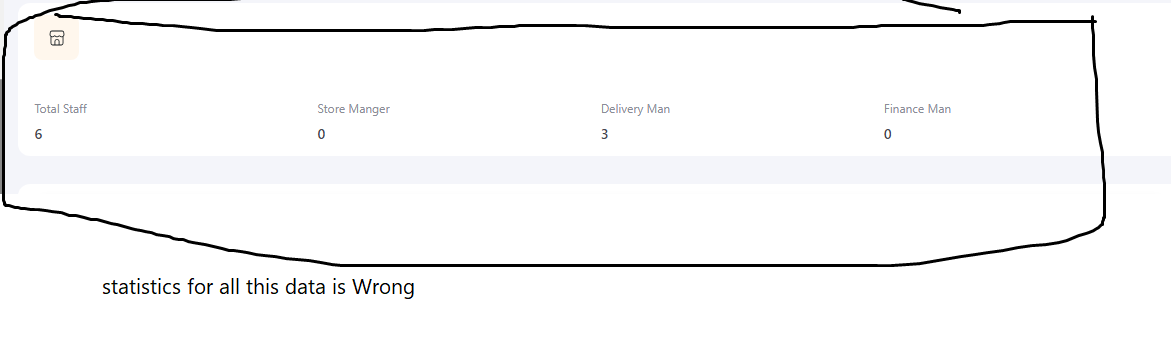 Total Staff Store Manger Delivery Man Finance Man
6 0 3 0
statistics for all this data is Wrong